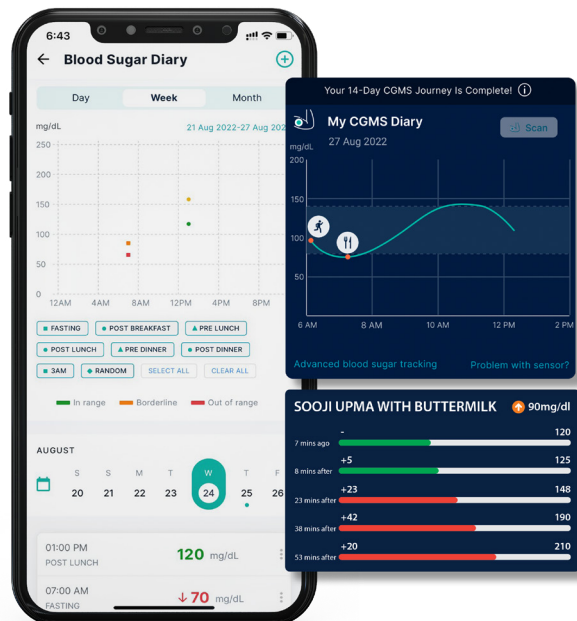 6:43
Blood Sugar Diary
Day Week Month
mg/dL 21 Aug 2022-27 Aug 202
250
200
150
100
50
0
12AM 4AM 8AM 12PM 4PM 8PM
FASTING POST BREAKFAST PRE LUNCH
POST LUNCH PRE DINNER POST DINNER
3AM RANDOM SELECT ALL CLEAR ALL
In range Borderline Out of range
AUGUST
S S M T W T F
20 21 22 23 24 25 26
01:00 PM
POST LUNCH
120 mg/dL
07:00 AM
FASTING
70 mg/dL
Your 14-Day CGMS Journey Is Complete!
My CGMS Diary
27 Aug 2022
Scan
mg/dL
200
150
100
50
6 AM 8 AM 10 AM 12 PM 2 PM
Advanced blood sugar tracking Problem with sensor?
SOOJI UPMA WITH BUTTERMILK 90mg/dl
- 120
7 mins ago
+5 125
8 mins after
+23 148
23 mins after
+42 190
38 mins after
+20 210
53 mins after